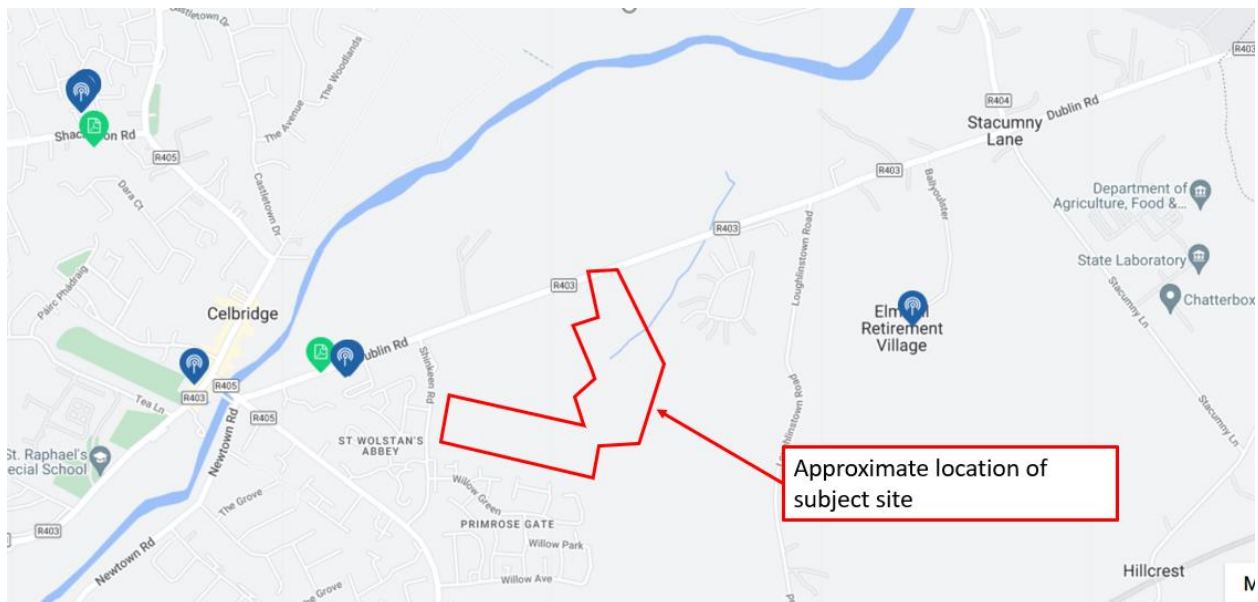 Castletown Dr
The Woodlands
The Avenue
R403
R404
Dublin Rd
Stacumny
Lane
Shackleton Rd
R405
Dara Ct
Castletown Dr
R403
Ballyoulster
Department of
Agriculture, Food &...
Loughlinstown Road
R403
State Laboratory
Páirc Phádraig
R403
Chatterbox
Celbridge
Retirement
Village
Stacumny Ln
Dublin Rd
Shinkeen Rd
R405
R403
Tea Ln
R405
Newtown Rd
Road
ST WOLSTAN'S
ABBEY
Stacumny Ln
St. Raphael's
Special School
Approximate location of
subject site
Willow Green
The Grove
PRIMROSE GATE
R403
Willow Park
Newtown Rd
Hillcrest
Willow Ave
The Grove
M